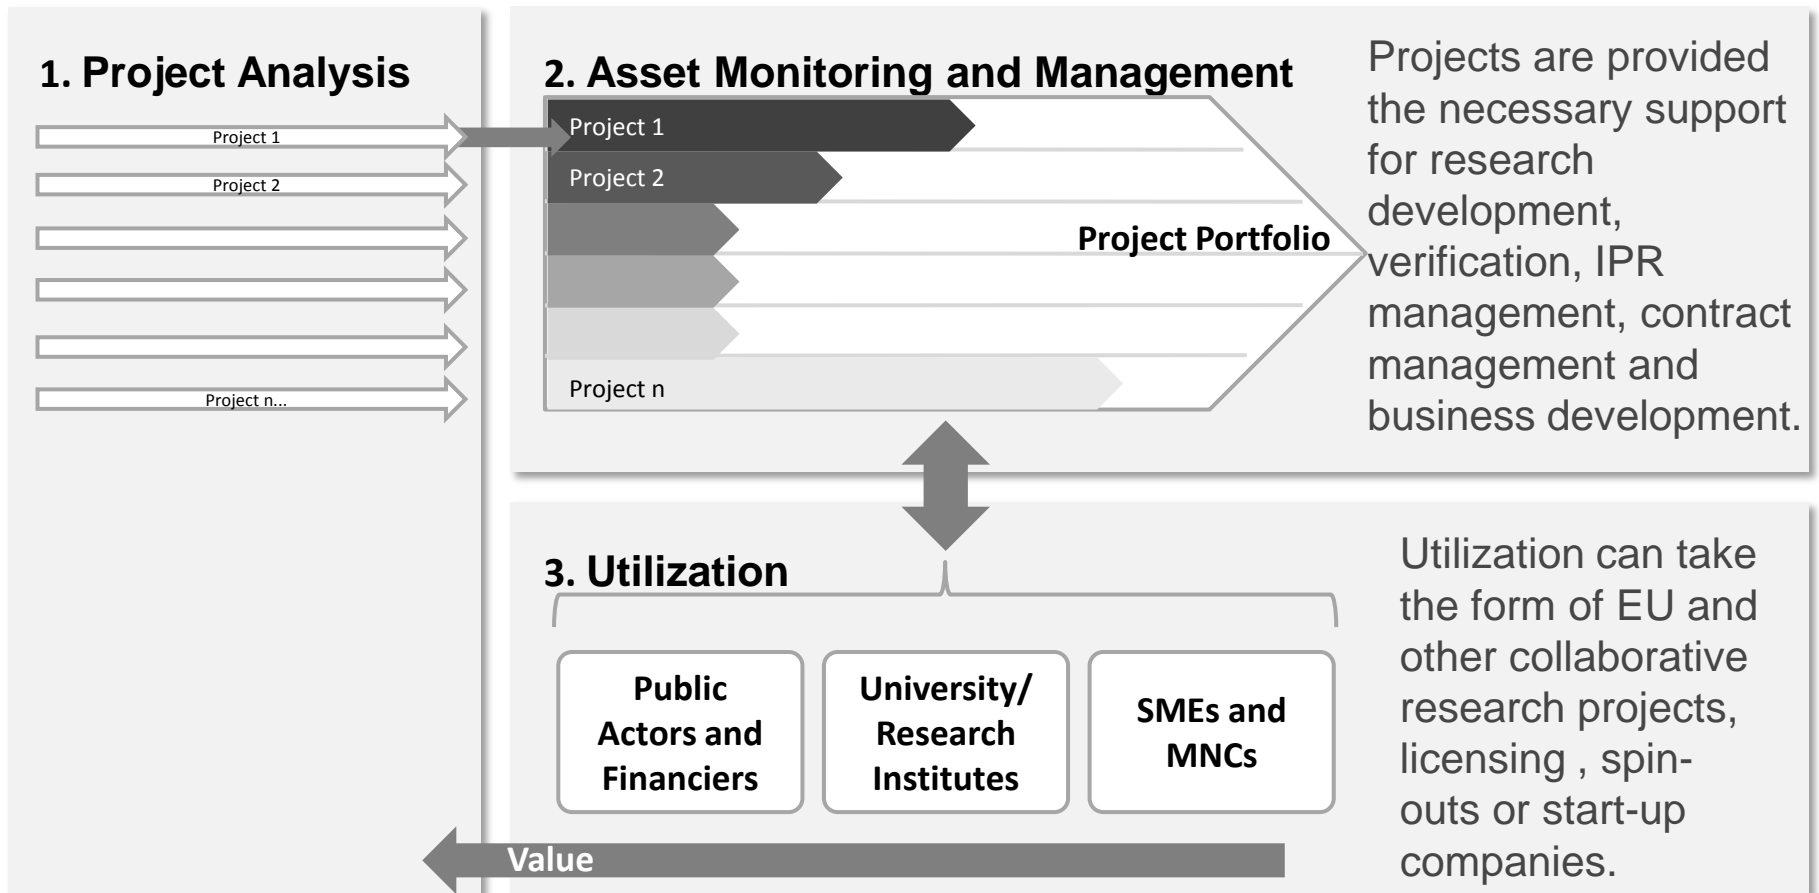 1. Project Analysis
Project 1
Project 2
Project n...
2. Asset Monitoring and Management
Project 1
Project 2
Project Portfolio
Project n
Projects are provided
the necessary support
for research
development,
verification, IPR
management, contract
management and
business development.
3. Utilization
Public
Actors and
Financiers
University/
Research
Institutes
SMEs and
MNCs
Value
Utilization can take
the form of EU and
other collaborative
research projects,
licensing , spin-
outs or start-up
companies.